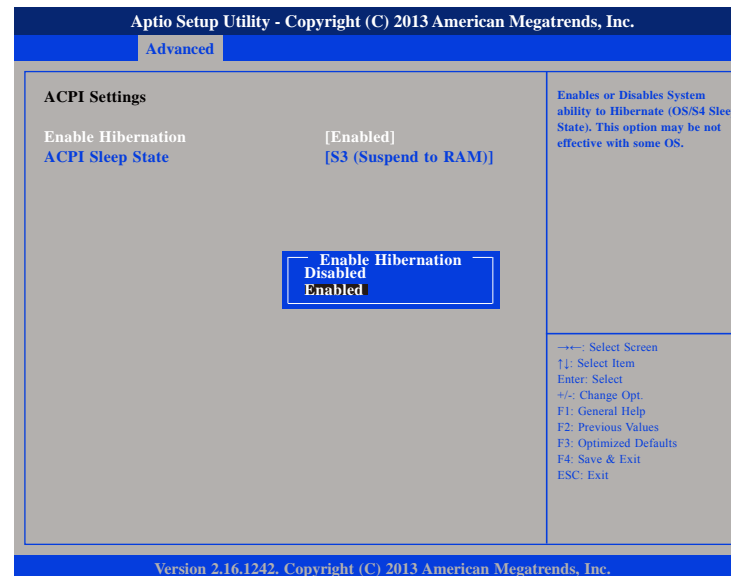 Aptio Setup Utility - Copyright (C) 2013 American Megatrends, Inc.
Advanced
ACPI Settings
Enable Hibernation [Enabled]
ACPI Sleep State [S3 (Suspend to RAM)]
Enable Hibernation
Disabled
Enabled
Enables or Disables System
ability to Hibernate (OS/S4 Slee
State). This option may be not
effective with some OS.
→←: Select Screen
↑↓: Select Item
Enter: Select
+/-: Change Opt.
F1: General Help
F2: Previous Values
F3: Optimized Defaults
F4: Save & Exit
ESC: Exit
Version 2.16.1242. Copyright (C) 2013 American Megatrends, Inc.